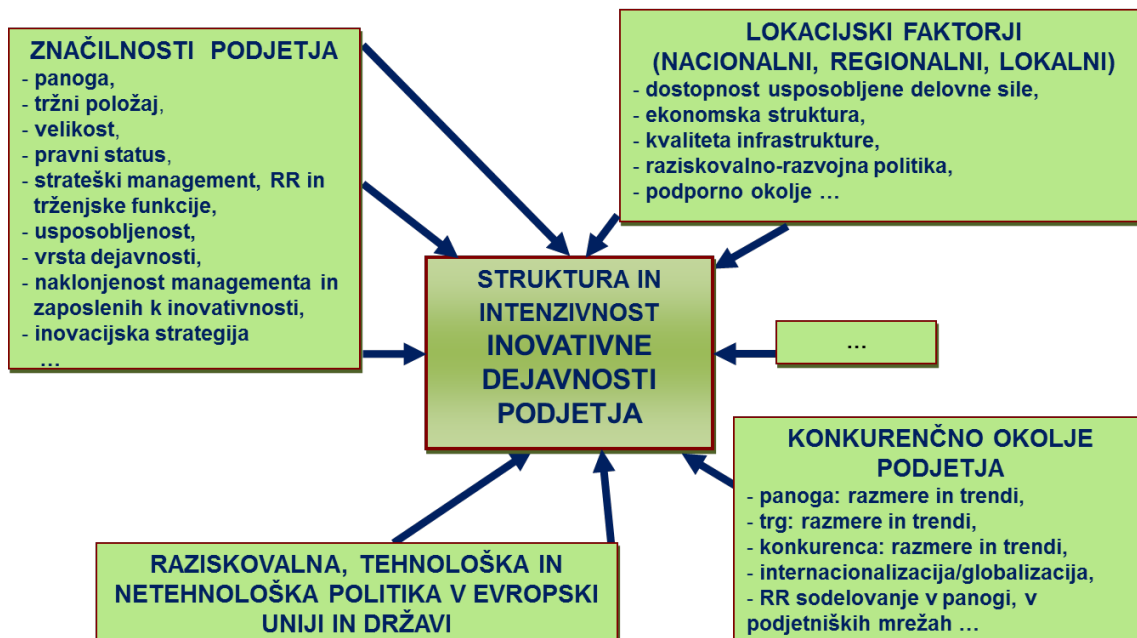 ZNAČILNOSTI PODJETJA
- panoga,
- tržni položaj,
- velikost,
- pravni status,
- strateški management, RR in
trženjske funkcije,
- usposobljenost,
- vrsta dejavnosti,
- naklonjenost managementa in
zaposlenih k inovativnosti,
- inovacijska strategija
...
LOKACIJSKI FAKTORJI
(NACIONALNI, REGIONALNI, LOKALNI)
- dostopnost usposobljene delovne sile,
- ekonomska struktura,
- kvaliteta infrastrukture,
- raziskovalno-razvojna politika,
- podporno okolje ...
STRUKTURA IN
INTENZIVNOST
INOVATIVNE
DEJAVNOSTI
PODJETJA
...
KONKURENČNO OKOLJE
PODJETJA
- panoga: razmere in trendi,
- trg: razmere in trendi,
- konkurenca: razmere in trendi,
- internacionalizacija/globalizacija,
- RR sodelovanje v panogi, v
podjetniških mrežah ...
RAZISKOVALNA, TEHNOLOŠKA IN
NETEHNOLOŠKA POLITIKA V EVROPSKI
UNIJI IN DRŽAVI